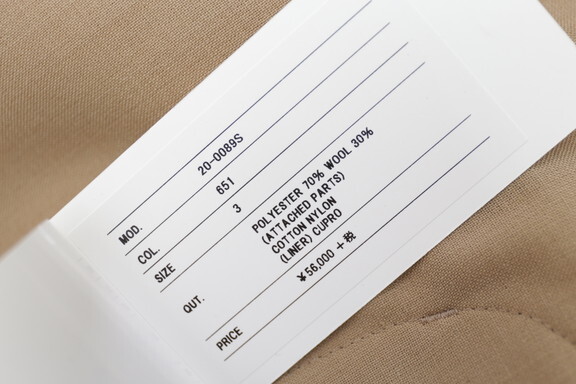 MOD. 20-0089S
COL. 651
SIZE 3
QUT. POLYESTER 70% WOOL 30%
(ATTACHED PARTS)
COTTON NYLON
(LINER) CUPRO
PRICE ¥56,000 + 税